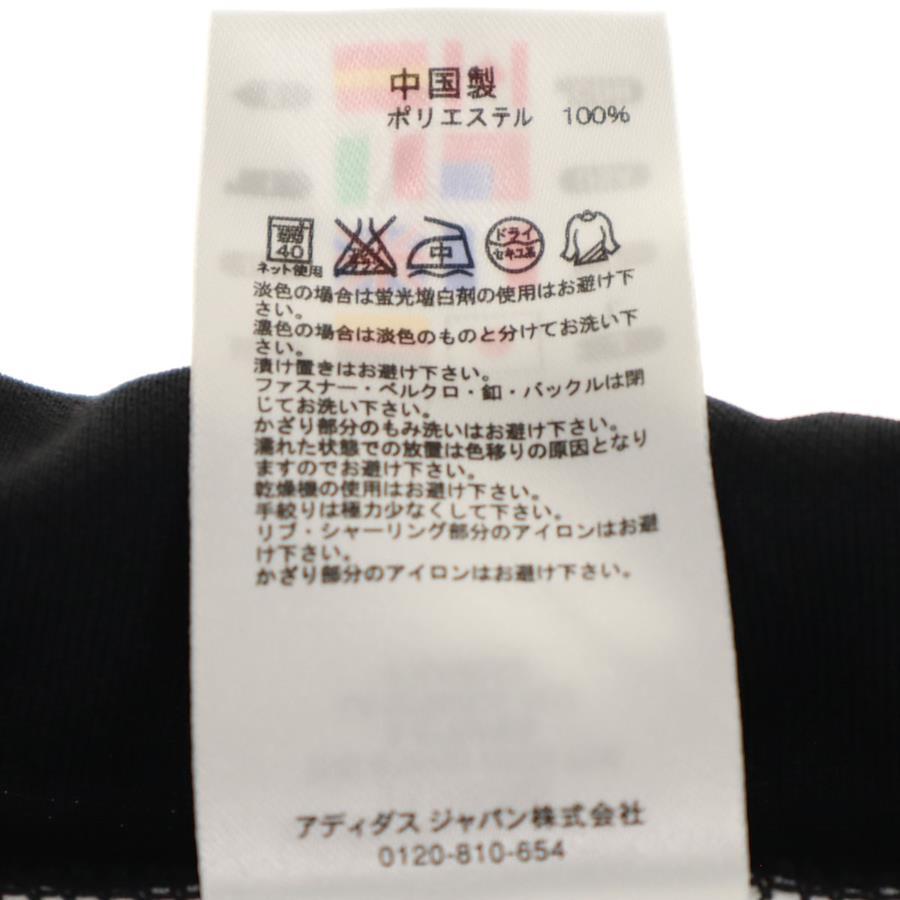 中国製
ポリエステル 100%
40
中
ドライ
セキユ系
ネット使用
淡色の場合は蛍光増白剤の使用はお避け下
さい。
濃色の場合は淡色のものと分けてお洗い下
さい。
漬け置きはお避け下さい。
ファスナー・ベルクロ・釦・バックルは閉
じてお洗い下さい。
かざり部分のもみ洗いはお避け下さい。
濡れた状態での放置は色移りの原因となり
ますのでお避け下さい。
乾燥機の使用はお避け下さい。
手絞りは極力少なくして下さい。
リブ・シャーリング部分のアイロンはお避
け下さい。
かざり部分のアイロンはお避け下さい。
アディダス ジャパン株式会社
0120-810-654